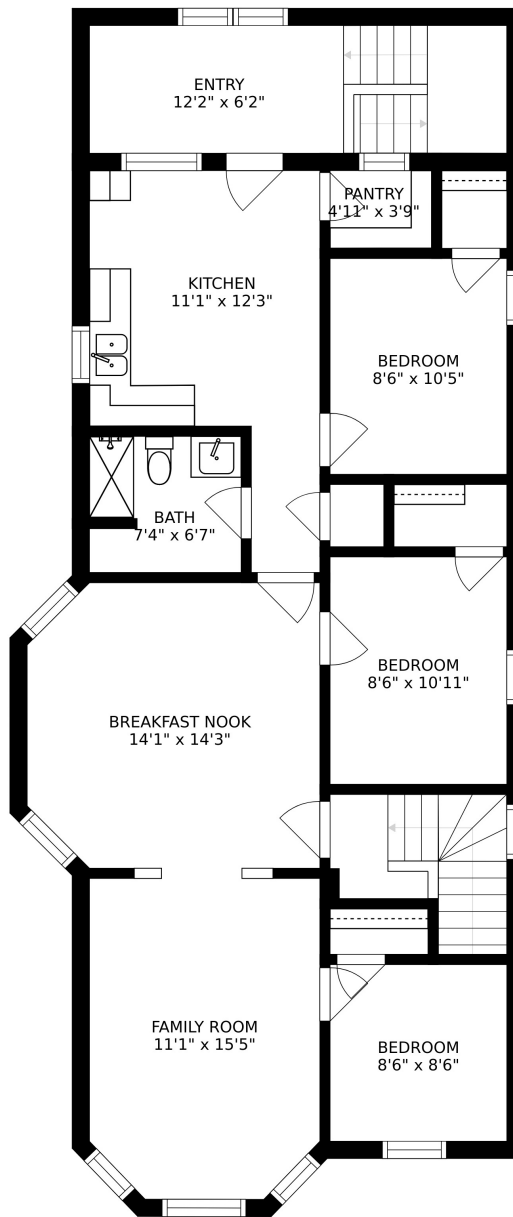 ENTRY
12'2" x 6'2"
PANTRY
4'11" x 3'9"
KITCHEN
11'1" x 12'3"
BEDROOM
8'6" x 10'5"
BATH
7'4" x 6'7"
BEDROOM
8'6" x 10'11"
BREAKFAST NOOK
14'1" x 14'3"
FAMILY ROOM
11'1" x 15'5"
BEDROOM
8'6" x 8'6"